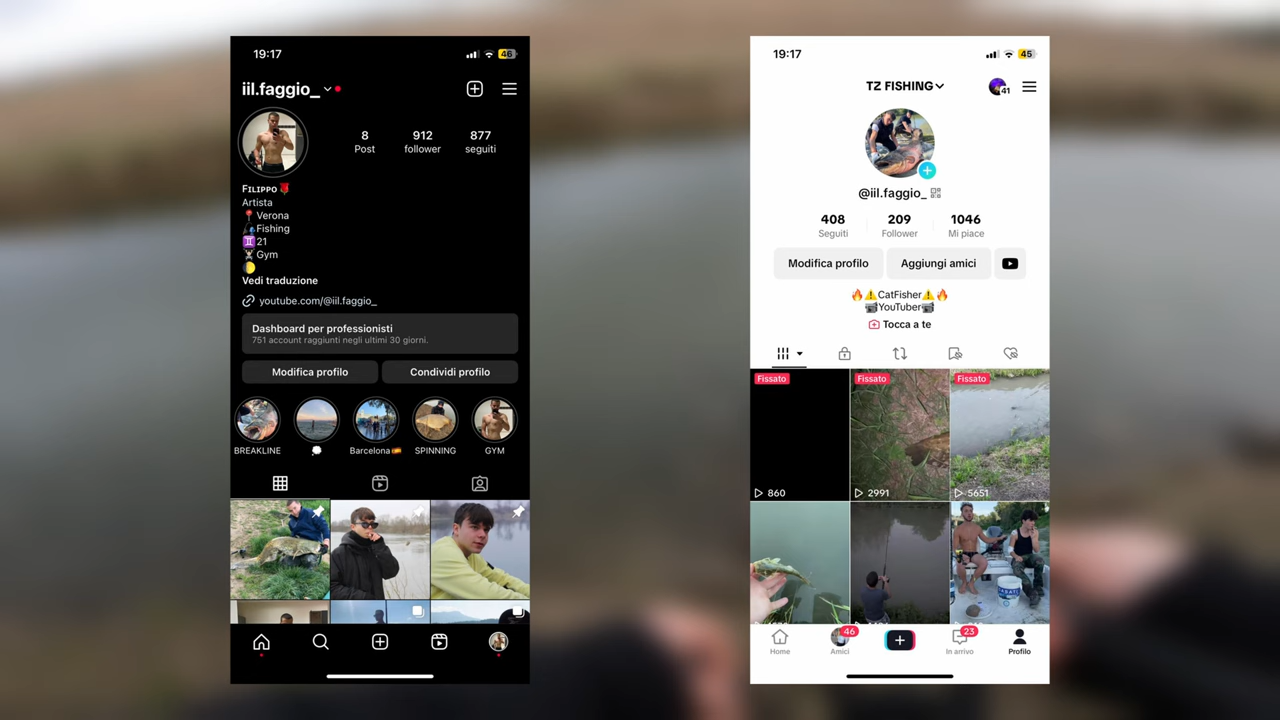 19:17
46
iil.faggio_
8
912
877
Post
follower
seguiti
Filippo
Artista
Verona
Fishing
21
Gym
Vedi traduzione
youtube.com/@iil.faggio_
Dashboard per professionisti
751 account raggiunti negli ultimi 30 giorni.
Modifica profilo
Condividi profilo
BREAKLINE
Barcelona
SPINNING
GYM
19:17
45
TZ FISHING
41
@iil.faggio_
408
209
1046
Seguiti
Follower
Mi piace
Modifica profilo
Aggiungi amici
CatFisher
YouTuber
Tocca a te
Fissato
Fissato
Fissato
860
2991
5651
46
23
Home
Amici
In arrivo
Profilo